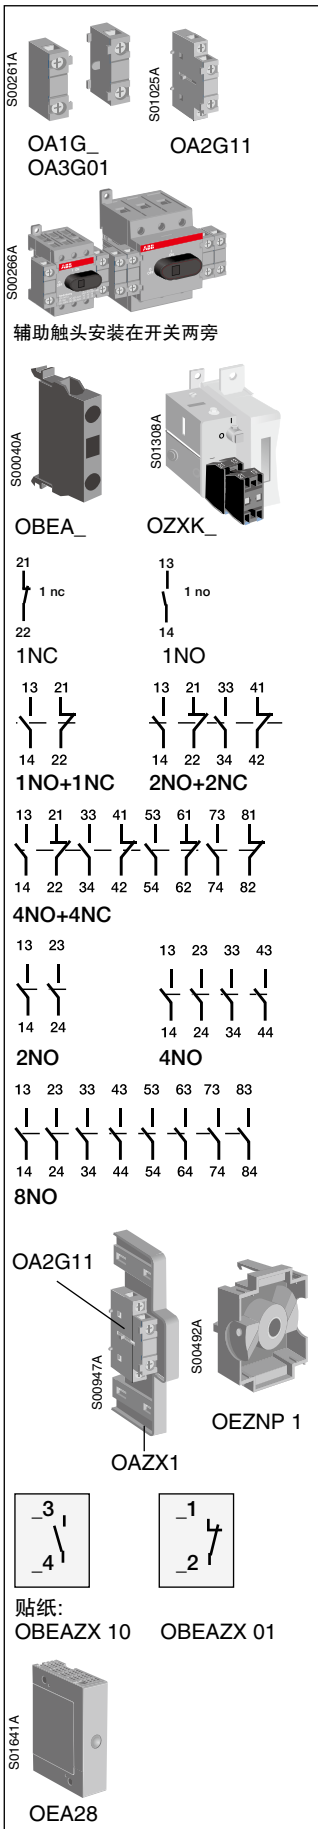 S00261A
S01025A
OA1G_
OA3G01
OA2G11
S00266A
ABB
ABB
辅助触头安装在开关两旁
S00040A
S01308A
I
O
OBEA_
OZXK_
21
1 nc
22
1NC
13
1 no
14
1NO
13 21
14 22
1NO+1NC
13 21 33 41
14 22 34 42
2NO+2NC
13 21 33 41 53 61 73 81
14 22 34 42 54 62 74 82
4NO+4NC
13 23
14 24
2NO
13 23 33 43
14 24 34 44
4NO
13 23 33 43 53 63 73 83
14 24 34 44 54 64 74 84
8NO
OA2G11
S00947A
OAZX1
S00492A
OEZNP 1
_3
_4
_1
_2
贴纸:
OBEAZX 10
OBEAZX 01
S01641A
OEA28